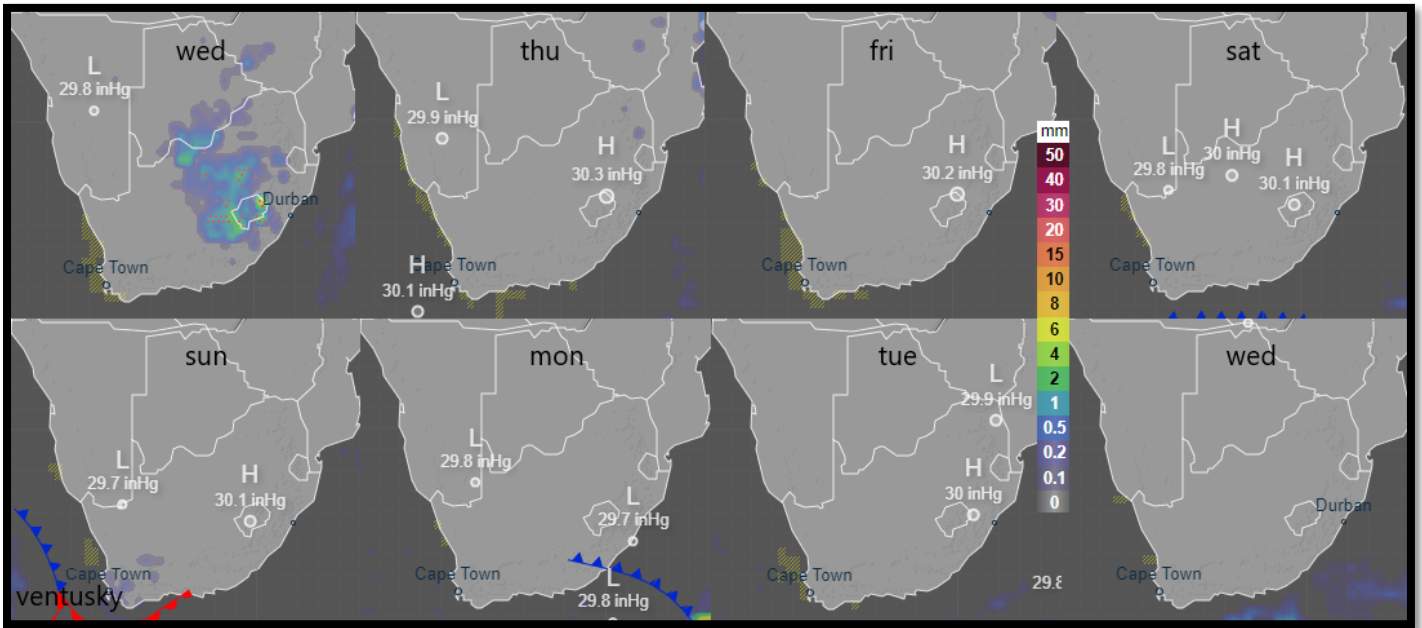 wed
L
29.8 inHg
Durban
Cape Town
thu
L
29.9 inHg
H
30.3 inHg
H
Cape Town
30.1 inHg
fri
H
30.2 inHg
Cape Town
sat
L
29.8 inHg
H
30 inHg
H
30.1 inHg
Cape Town
mm
50
40
30
20
15
10
8
6
4
2
1
0.5
0.2
0.1
0
sun
L
29.7 inHg
H
30.1 inHg
Cape Town
ventusky
mon
L
29.8 inHg
L
29.7 inHg
Cape Town
L
29.8 inHg
tue
L
29.9 inHg
H
30 inHg
Cape Town
29.8
wed
Durban
Cape Town